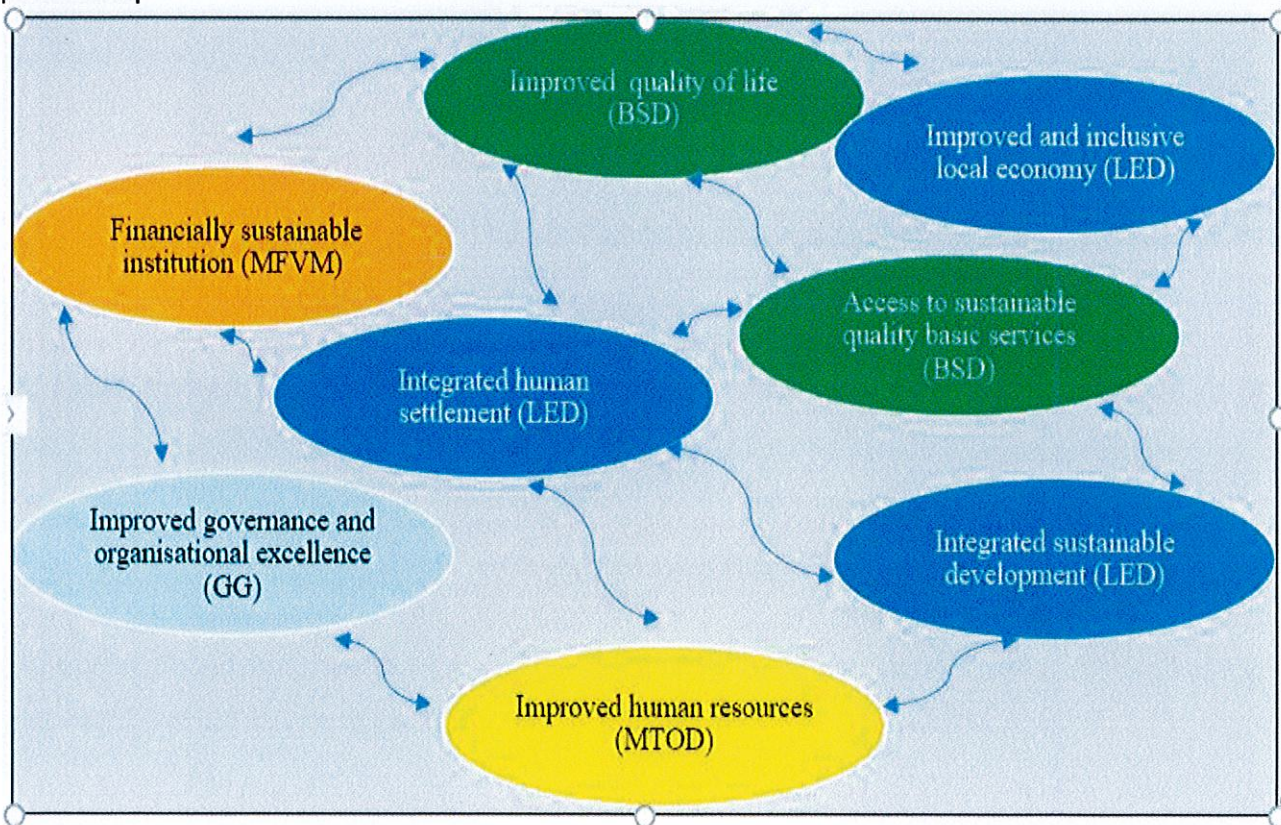 Improved quality of life
(BSD)
Improved and inclusive
local economy (LED)
Financially sustainable
institution (MFVM)
Access to sustainable
quality basic services
(BSD)
Integrated human
settlement (LED)
Improved governance and
organisational excellence
(GG)
Integrated sustainable
development (LED)
Improved human resources
(MTOD)